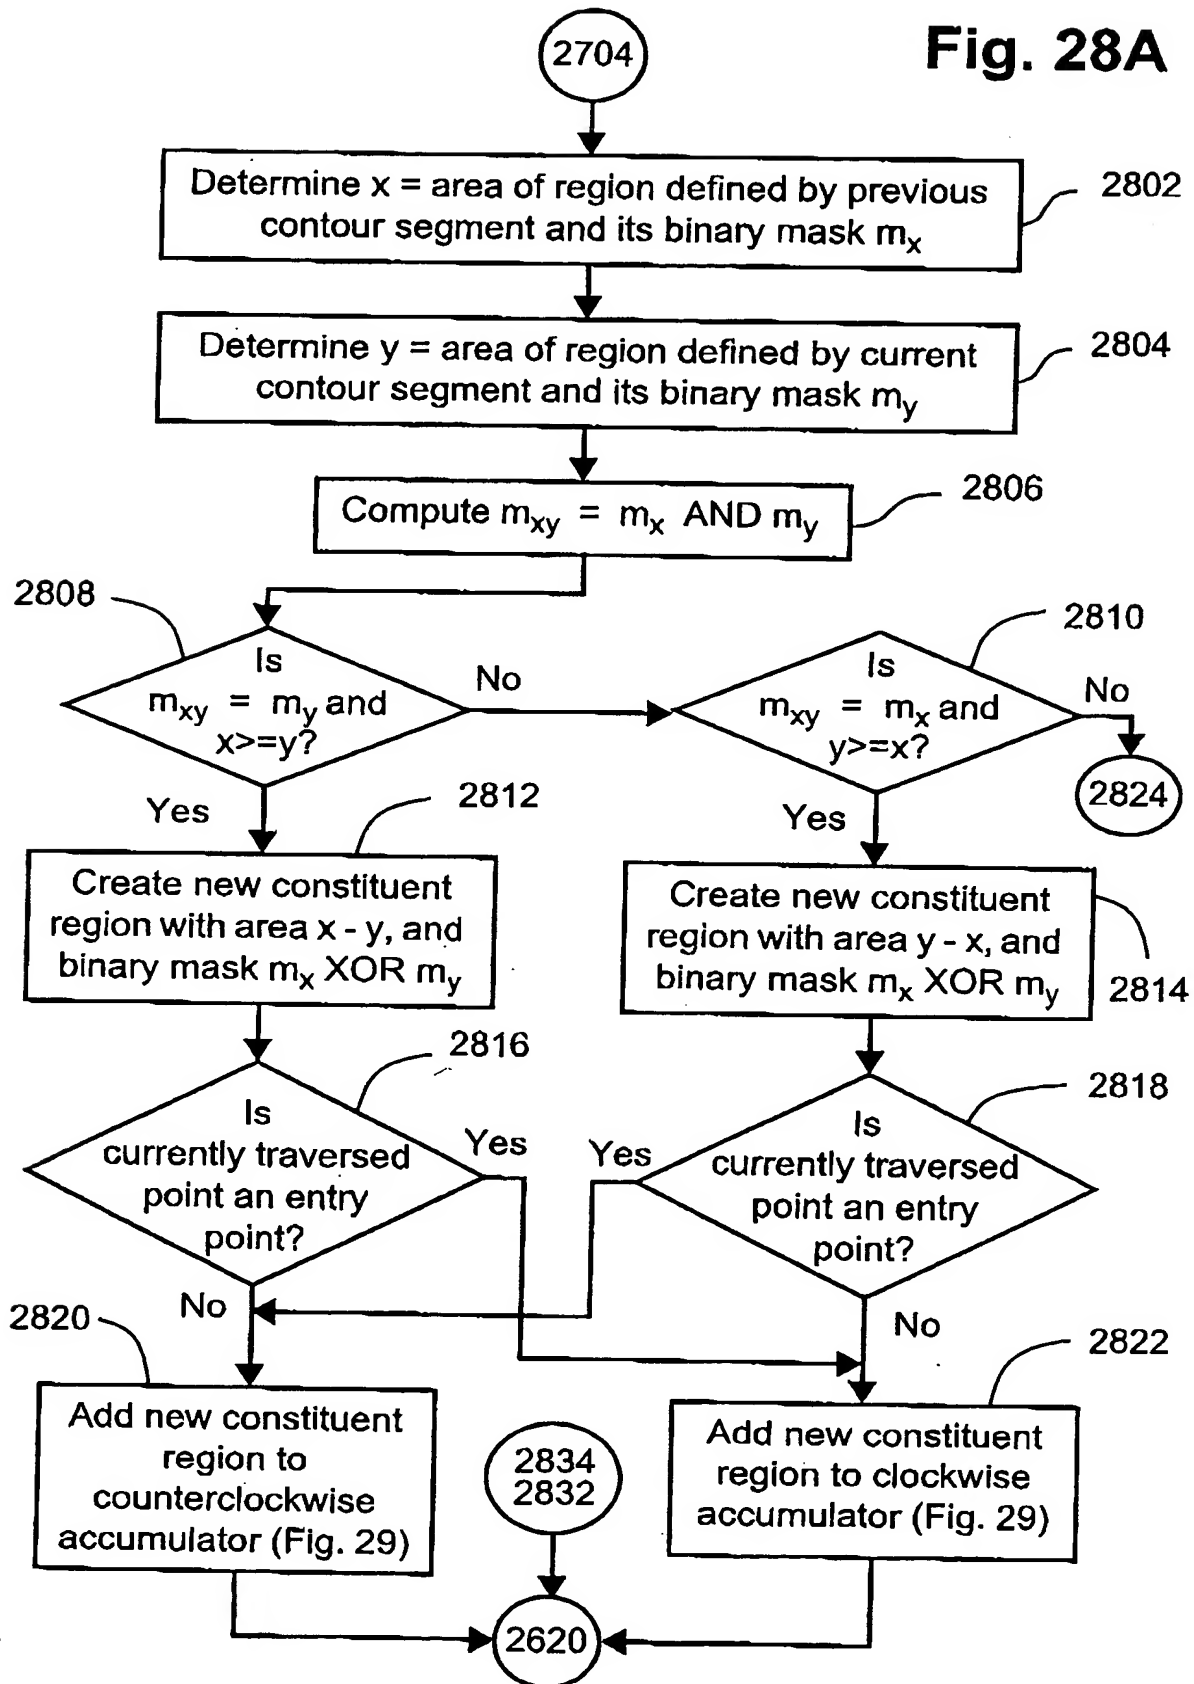 Fig. 28A
2704
Determine x = area of region defined by previous
contour segment and its binary mask mx
2802
Determine y = area of region defined by current
contour segment and its binary mask my
2804
Compute mxy = mx AND my
2806
2808
Is
mxy = my and
x>=y?
No
2810
Is
mxy = mx and
y>=x?
No
2824
Yes
2812
Yes
Create new constituent
region with area x - y, and
binary mask mx XOR my
Create new constituent
region with area y - x, and
binary mask mx XOR my
2814
2816
Is
currently traversed
point an entry
point?
Yes
2818
Yes
Is
currently traversed
point an entry
point?
No
No
2820
2822
Add new constituent
region to
counterclockwise
accumulator (Fig. 29)
2834
2832
Add new constituent
region to clockwise
accumulator (Fig. 29)
2620